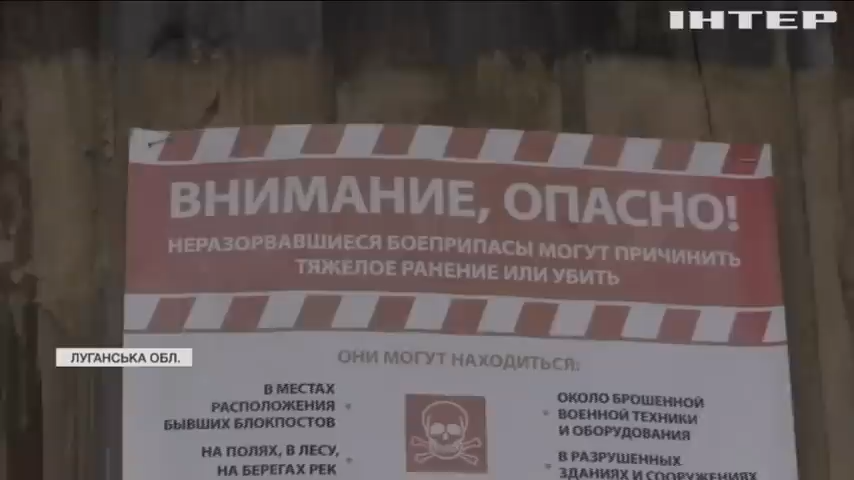 ІНТЕР
ВНИМАНИЕ, ОПАСНО!
НЕРАЗОРВАВШИЕСЯ БОЕПРИПАСЫ МОГУТ ПРИЧИНИТЬ
ТЯЖЕЛОЕ РАНЕНИЕ ИЛИ УБИТЬ
ЛУГАНСЬКА ОБЛ.
ОНИ МОГУТ НАХОДИТЬСЯ:
В МЕСТАХ
РАСПОЛОЖЕНИЯ
БЫВШИХ БЛОКПОСТОВ
НА ПОЛЯХ, В ЛЕСУ,
НА БЕРЕГАХ РЕК
ОКОЛО БРОШЕННОЙ
ВОЕННОЙ ТЕХНИКИ
И ОБОРУДОВАНИЯ
В РАЗРУШЕННЫХ
ЗДАНИЯХ И СООРУЖЕНИЯХ